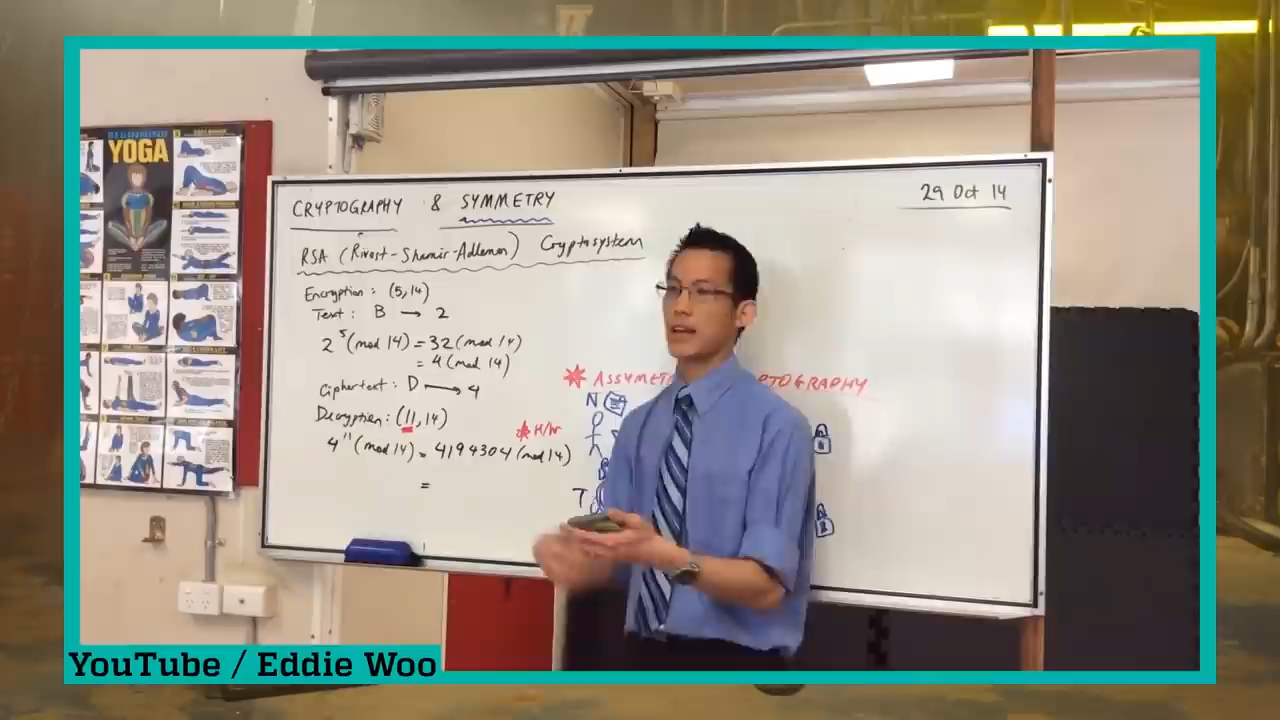 YOGA
CRYPTOGRAPHY & SYMMETRY
29 Oct 14
RSA (Rivest-Shamir-Adleman) Cryptosystem
Encryption: (5,14)
Text: B → 2
2⁵ (mod 14) = 32 (mod 14)
= 4 (mod 14)
Ciphertext: D → 4
Decryption: (11,14)
H/W
4¹¹ (mod 14) = 4194304 (mod 14)
=
ASSYMET PTOGRAPHY
N
T
YouTube / Eddie Woo